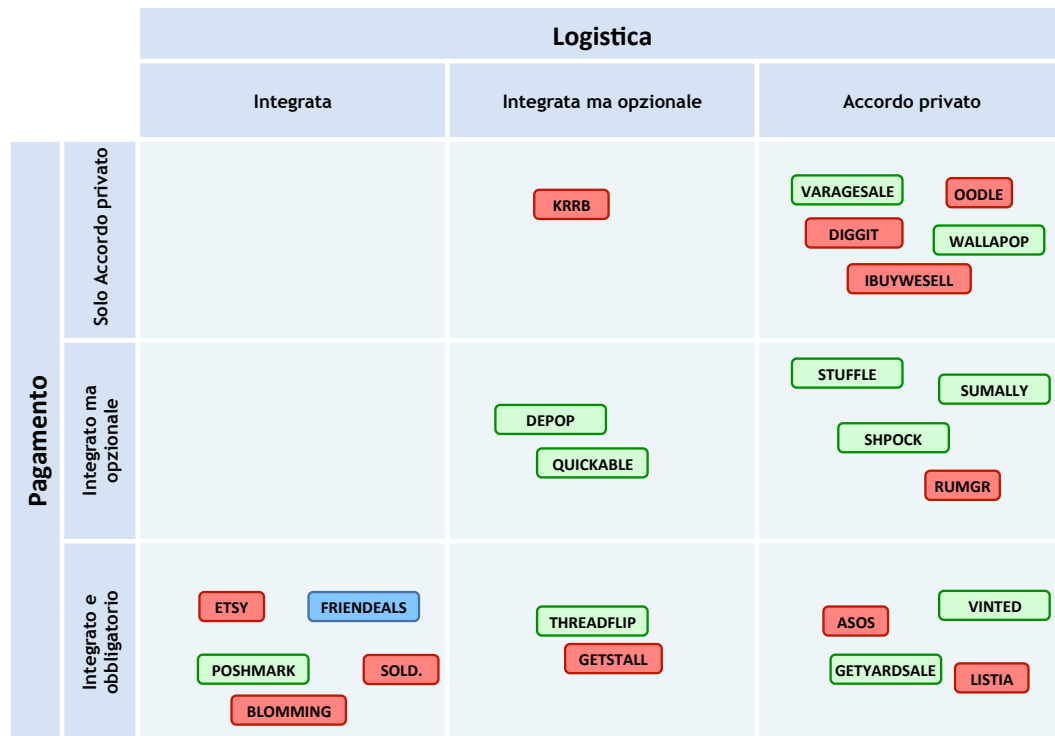 Logistica
Integrata
Integrata ma opzionale
Accordo privato
Pagamento
Solo Accordo privato
KRRB
VARAGESALE
OODLE
DIGGIT
WALLAPOP
IBUYWESELL
Integrato ma
opzionale
DEPOP
QUICKABLE
STUFFLE
SUMALLY
SHPOCK
RUMGR
Integrato e
obbligatorio
ETSY
FRIENDEALS
POSHMARK
SOLD.
BLOMMING
THREADFLIP
GETSTALL
VINTED
ASOS
GETYARDSALE
LISTIA